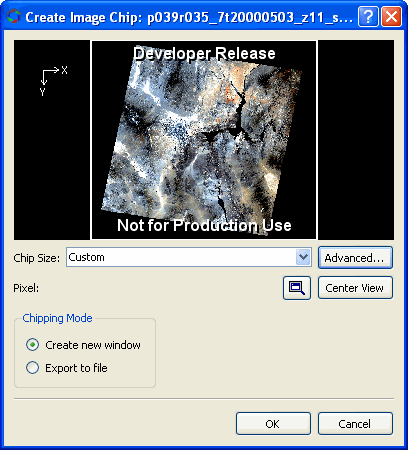 Create Image Chip: p039r035_7t20000503_z11_s...
Developer Release
X
Y
Not for Production Use
Chip Size: Custom Advanced...
Pixel: Center View
Chipping Mode
Create new window
Export to file
OK Cancel